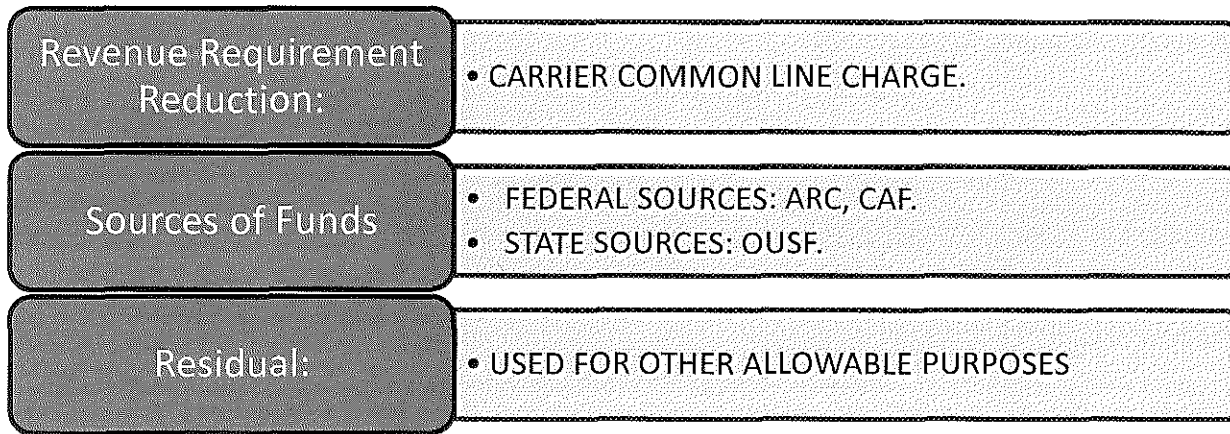 Revenue Requirement
Reduction:
• CARRIER COMMON LINE CHARGE.
Sources of Funds
• FEDERAL SOURCES: ARC, CAF.
• STATE SOURCES: OUSF.
Residual:
• USED FOR OTHER ALLOWABLE PURPOSES